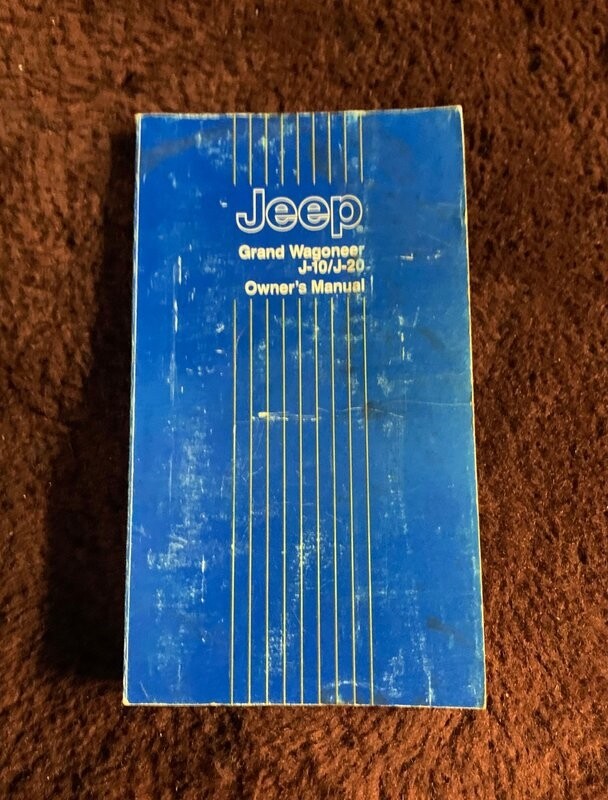 Jeep
Grand Wagoneer
J-10/J-20
Owner's Manual